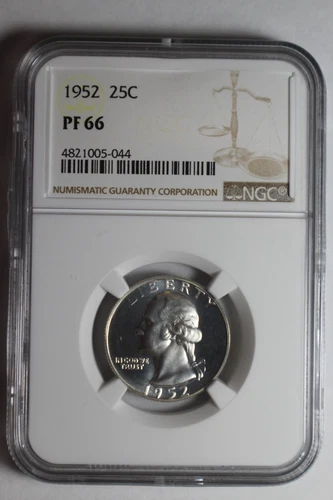 1952 25C
PF 66
4821005-044
NUMISMATIC GUARANTY CORPORATION
NGC
LIBERTY
IN GOD WE
TRUST
1952